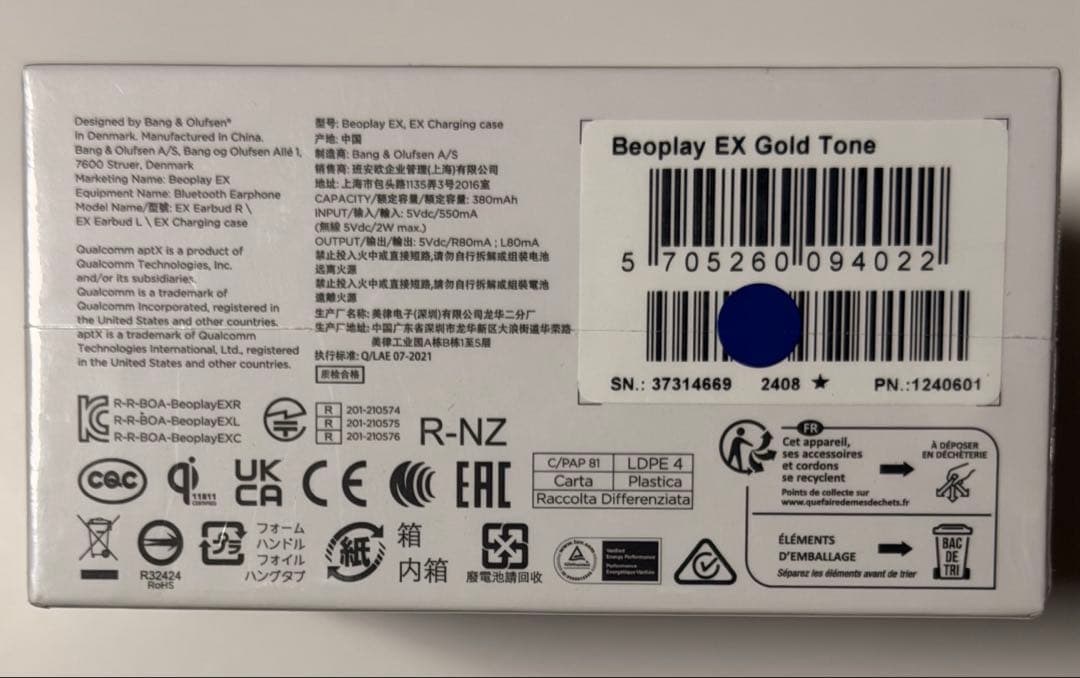 Designed by Bang & Olufsen®
in Denmark. Manufactured in China.
Bang & Olufsen A/S, Bang og Olufsen Allé 1,
7600 Struer, Denmark
Marketing Name: Beoplay EX
Equipment Name: Bluetooth Earphone
Model Name/型號: EX Earbud R \
EX Earbud L \ EX Charging case
Qualcomm aptX is a product of
Qualcomm Technologies, Inc.
and/or its subsidiaries.
Qualcomm is a trademark of
Qualcomm Incorporated, registered in
the United States and other countries.
aptX is a trademark of Qualcomm
Technologies International, Ltd., registered
in the United States and other countries.
型号: Beoplay EX, EX Charging case
产地: 中国
制造商: Bang & Olufsen A/S
销售商: 班安欧企业管理(上海)有限公司
地址: 上海市包头路1135弄3号2016室
CAPACITY/额定容量/額定容量: 380mAh
INPUT/输入/輸入: 5Vdc/550mA
(無線 5Vdc/2W max.)
OUTPUT/输出/輸出: 5Vdc/R80mA ; L80mA
禁止投入火中或直接短路,请勿自行拆解或组装电池
远离火源
禁止投入火中或直接短路,請勿自行拆解或組裝電池
遠離火源
生产厂名称: 美律电子(深圳)有限公司龙华二分厂
生产厂地址: 中国广东省深圳市龙华新区大浪街道华荣路
美律工业园A栋B栋1至5层
执行标准: Q/LAE 07-2021
质检合格
Beoplay EX Gold Tone
5 705260 094022
SN.: 37314669 2408 ★ PN.:1240601
R-R-BOA-BeoplayEXR
R-R-BOA-BeoplayEXL
R-R-BOA-BeoplayEXC
R 201-210574
R 201-210575
R 201-210576
R-NZ
CQC
qi
11811
CERTIFIED
UK
CA
CE
EAC
C/PAP 81 LDPE 4
Carta Plastica
Raccolta Differenziata
R32424
RoHS
プラ
フォーム
ハンドル
フォイル
ハングタブ
紙
箱
内箱
廢電池請回收
Verified
Energy Performance
Performance
Energétique Vérifiée
FR
Cet appareil,
ses accessoires
et cordons
se recyclent
Points de collecte sur
www.quefairedemesdechets.fr
À DÉPOSER
EN DÉCHÈTERIE
ÉLÉMENTS
D'EMBALLAGE
Séparez les éléments avant de trier
BAC
DE
TRI